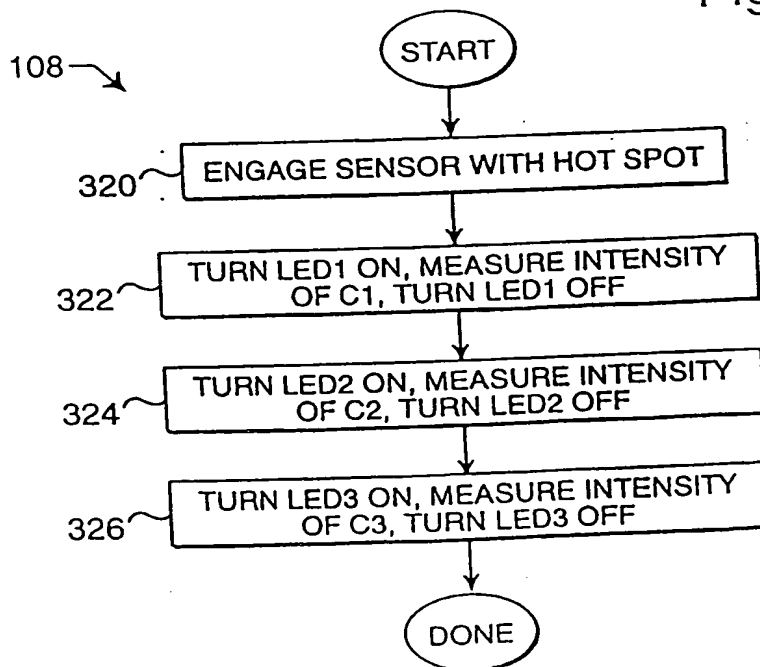 Fig
START
108
320
ENGAGE SENSOR WITH HOT SPOT
322
TURN LED1 ON, MEASURE INTENSITY
OF C1, TURN LED1 OFF
324
TURN LED2 ON, MEASURE INTENSITY
OF C2, TURN LED2 OFF
326
TURN LED3 ON, MEASURE INTENSITY
OF C3, TURN LED3 OFF
DONE